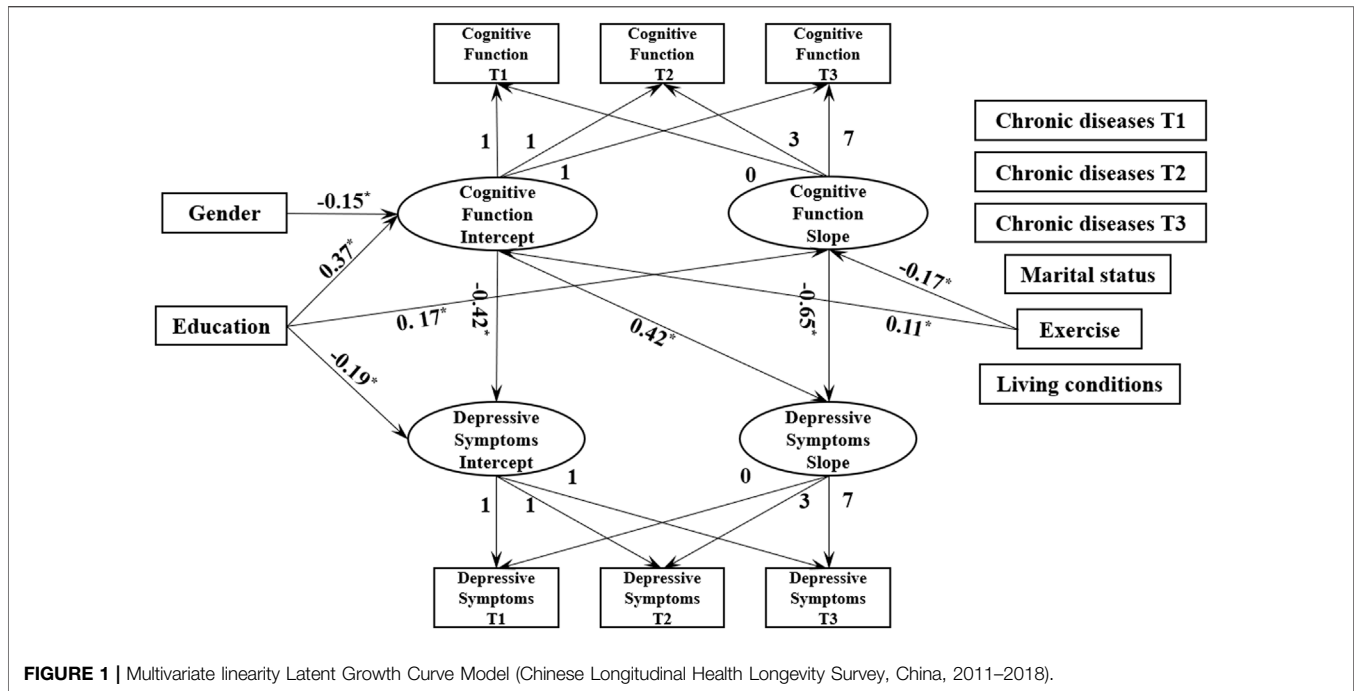 Cognitive
Function
T1
Cognitive
Function
T2
Cognitive
Function
T3
1
1
1
0
3
7
Chronic diseases T1
Chronic diseases T2
Chronic diseases T3
Marital status
Exercise
Living conditions
Gender
-0.15*
Cognitive
Function
Intercept
Cognitive
Function
Slope
0.37*
Education
0. 17*
-0.42*
0.42*
-0.65*
-0.17*
0.11*
-0.19*
Depressive
Symptoms
Intercept
Depressive
Symptoms
Slope
1
1
1
0
3
7
Depressive
Symptoms
T1
Depressive
Symptoms
T2
Depressive
Symptoms
T3
FIGURE 1 | Multivariate linearity Latent Growth Curve Model (Chinese Longitudinal Health Longevity Survey, China, 2011–2018).